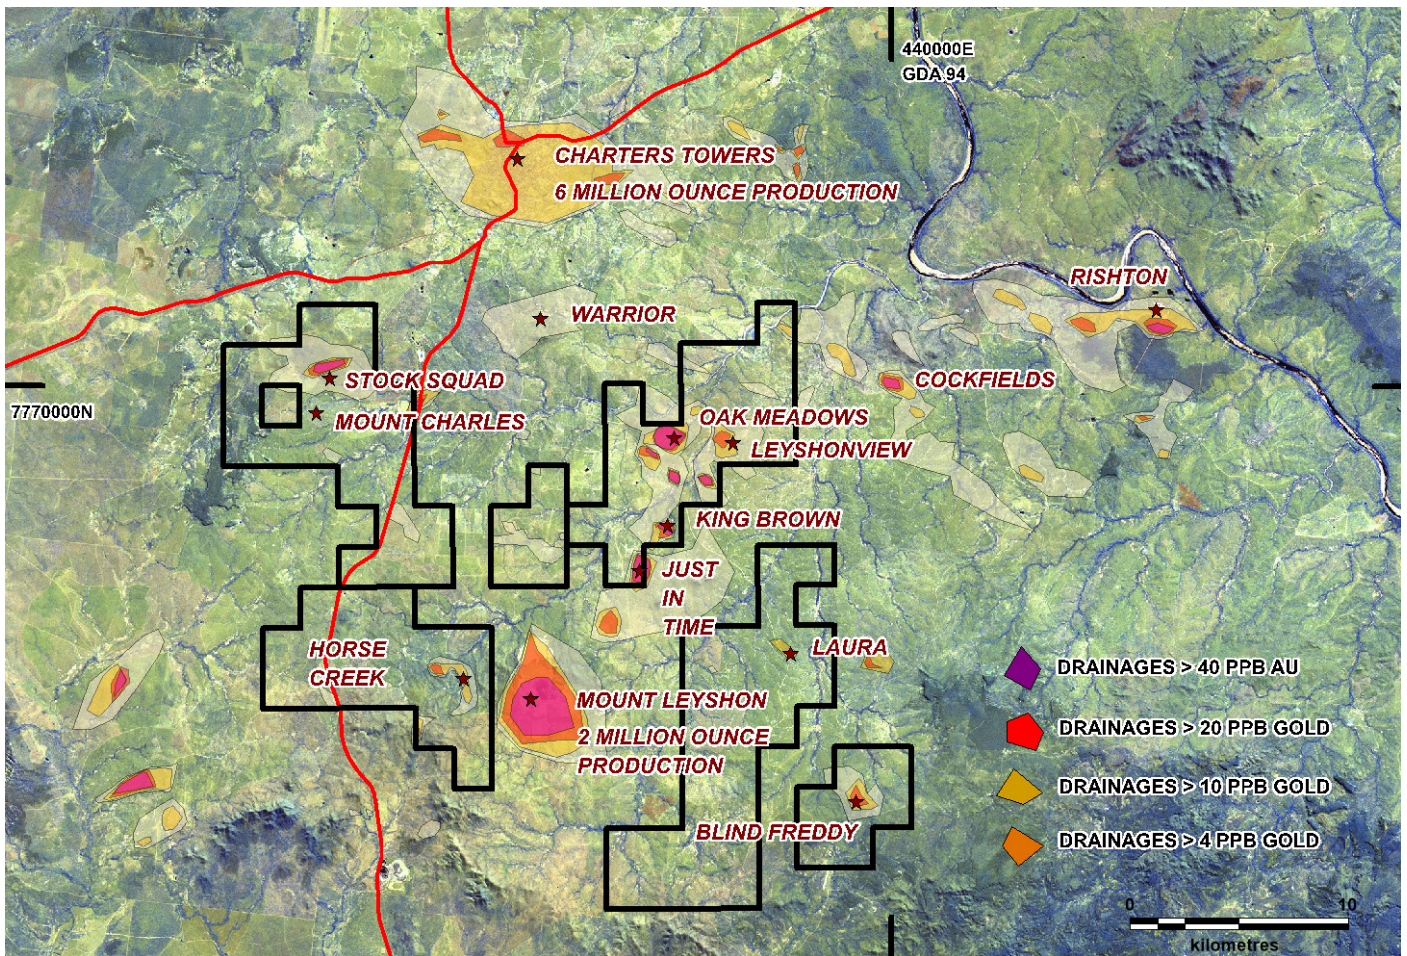 440000E
GDA 94
CHARTERS TOWERS
6 MILLION OUNCE PRODUCTION
RISHTON
WARRIOR
STOCK SQUAD
COCKFIELDS
7770000N
MOUNT CHARLES
OAK MEADOWS
LEYSHONVIEW
KING BROWN
JUST
IN
TIME
HORSE
CREEK
LAURA
DRAINAGES > 40 PPB AU
MOUNT LEYSHON
2 MILLION OUNCE
PRODUCTION
DRAINAGES > 20 PPB GOLD
DRAINAGES > 10 PPB GOLD
BLIND FREDDY
DRAINAGES > 4 PPB GOLD
0 10
kilometres